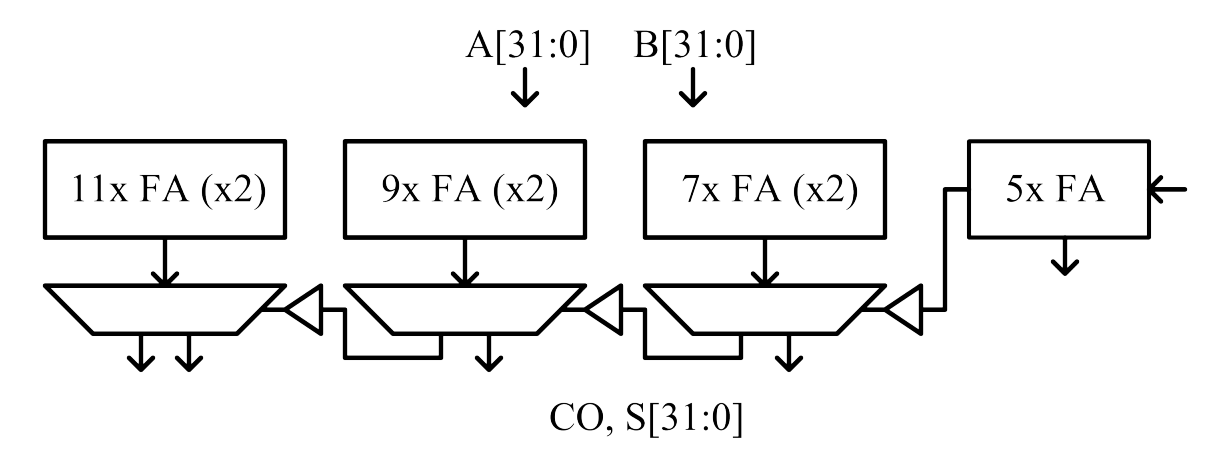 A[31:0] B[31:0]
11x FA (x2) 9x FA (x2) 7x FA (x2) 5x FA
CO, S[31:0]